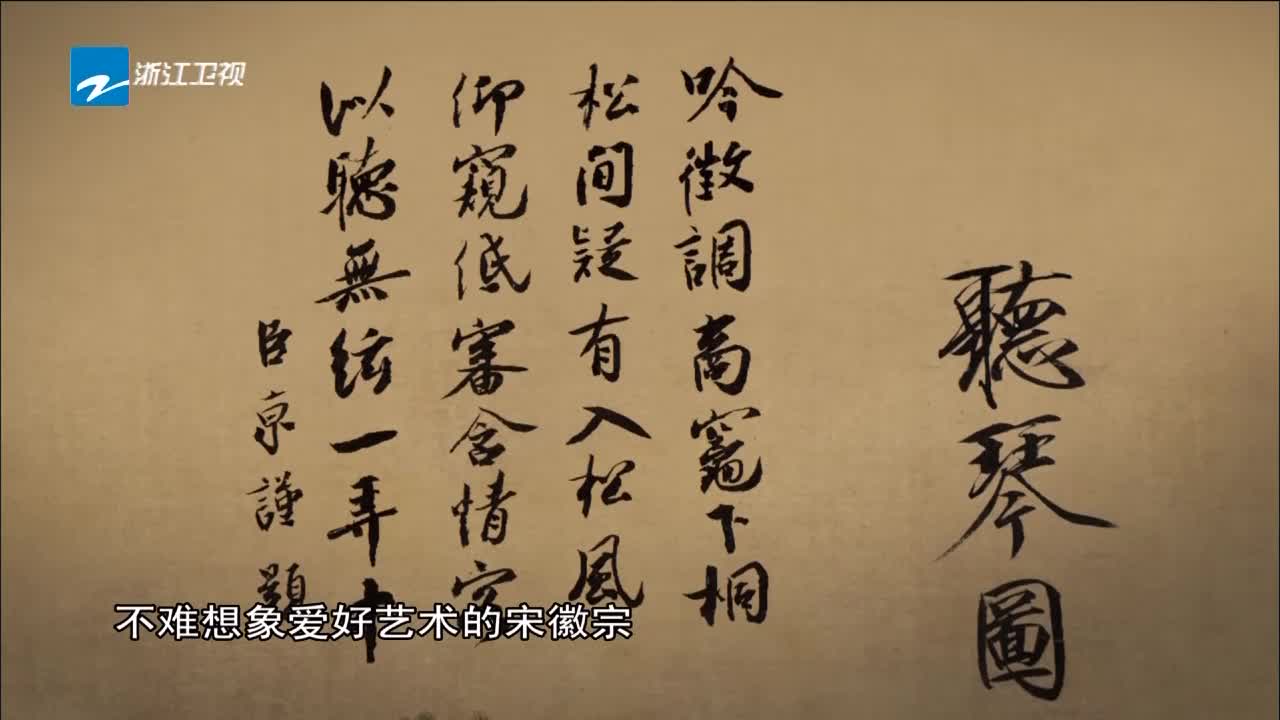 浙江卫视
聽琴圖
吟徵調商竈下桐
松間疑有入松風
仰窺低審含情客
以聽無絃一弄中
臣京謹題
不难想象爱好艺术的宋徽宗